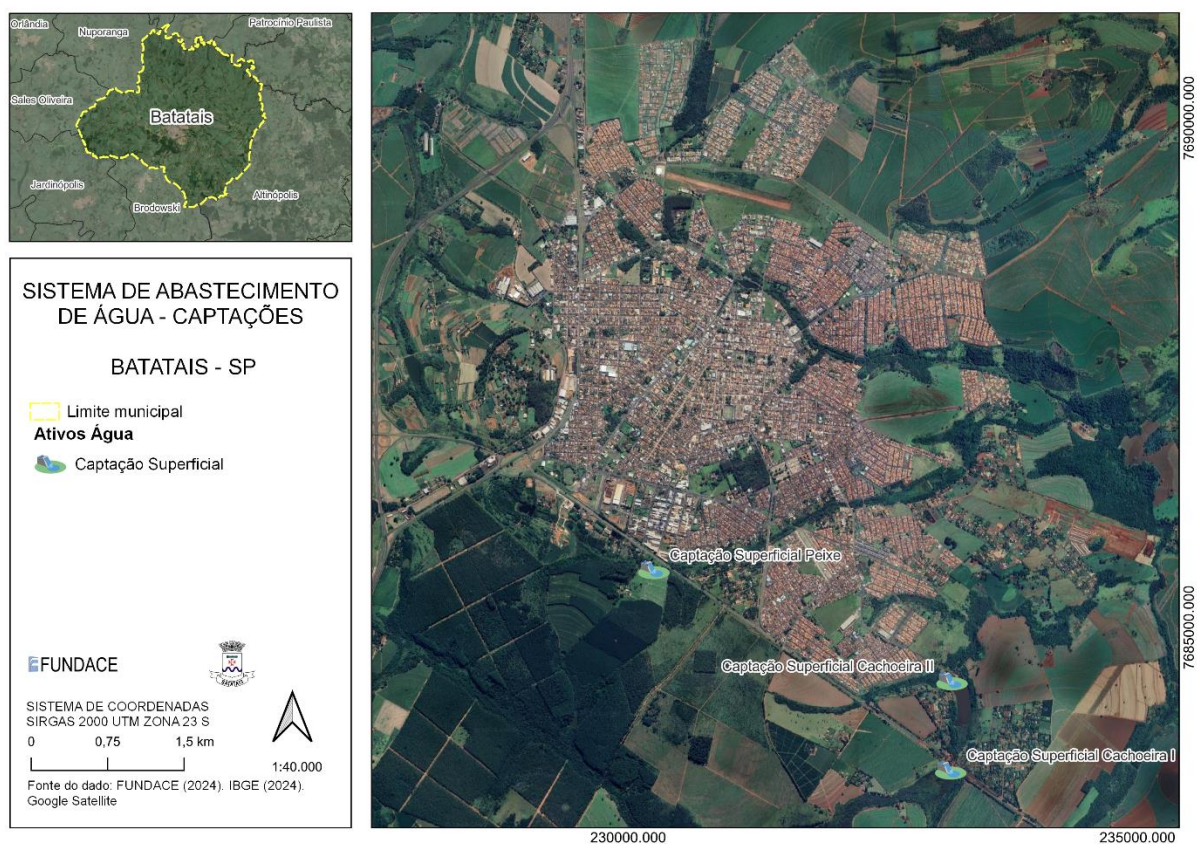 Orlândia
Nuporanga
Patrocínio Paulista
Sales Oliveira
Batatais
Jardinópolis
Brodowski
Altinópolis
SISTEMA DE ABASTECIMENTO
DE ÁGUA - CAPTAÇÕES
BATATAIS - SP
Limite municipal
Ativos Água
Captação Superficial
FUNDACE
BATATAIS
SISTEMA DE COORDENADAS
SIRGAS 2000 UTM ZONA 23 S
0 0,75 1,5 km
1:40.000
Fonte do dado: FUNDACE (2024). IBGE (2024).
Google Satellite
Captação Superficial Peixe
Captação Superficial Cachoeira II
Captação Superficial Cachoeira I
7690000.000
7685000.000
230000.000
235000.000